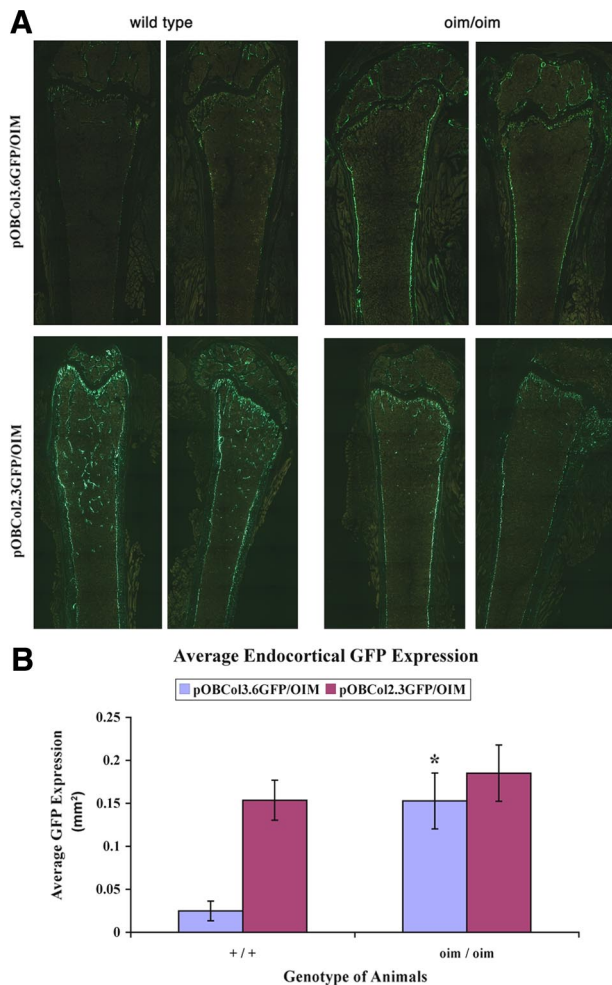 A
wild type
oim/oim
pOBCol3.6GFP/OIM
pOBCol2.3GFP/OIM
B
Average Endocortical GFP Expression
pOBCol3.6GFP/OIM
pOBCol2.3GFP/OIM
Average GFP Expression
(mm²)
0.25
0.2
0.15
0.1
0.05
0
*
+ / +
oim / oim
Genotype of Animals